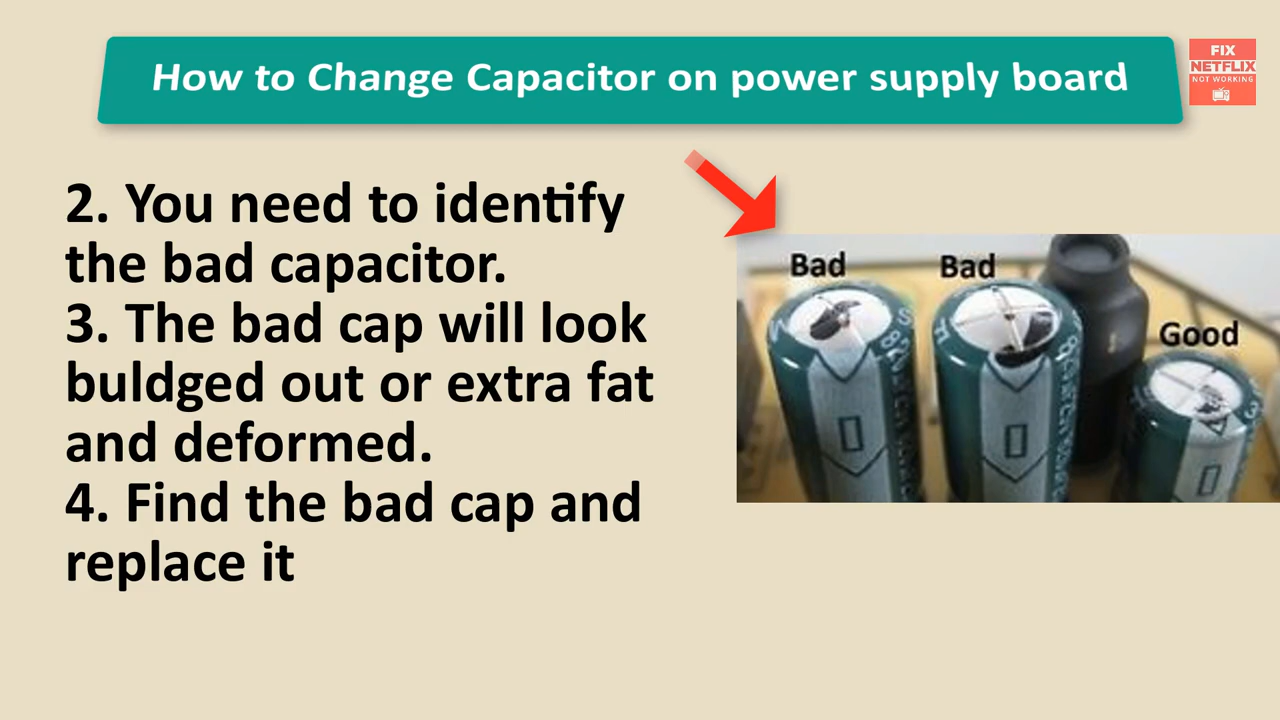 How to Change Capacitor on power supply board
FIX
NETFLIX
NOT WORKING
2. You need to identify
the bad capacitor.
3. The bad cap will look
buldged out or extra fat
and deformed.
4. Find the bad cap and
replace it
Bad
Bad
Good